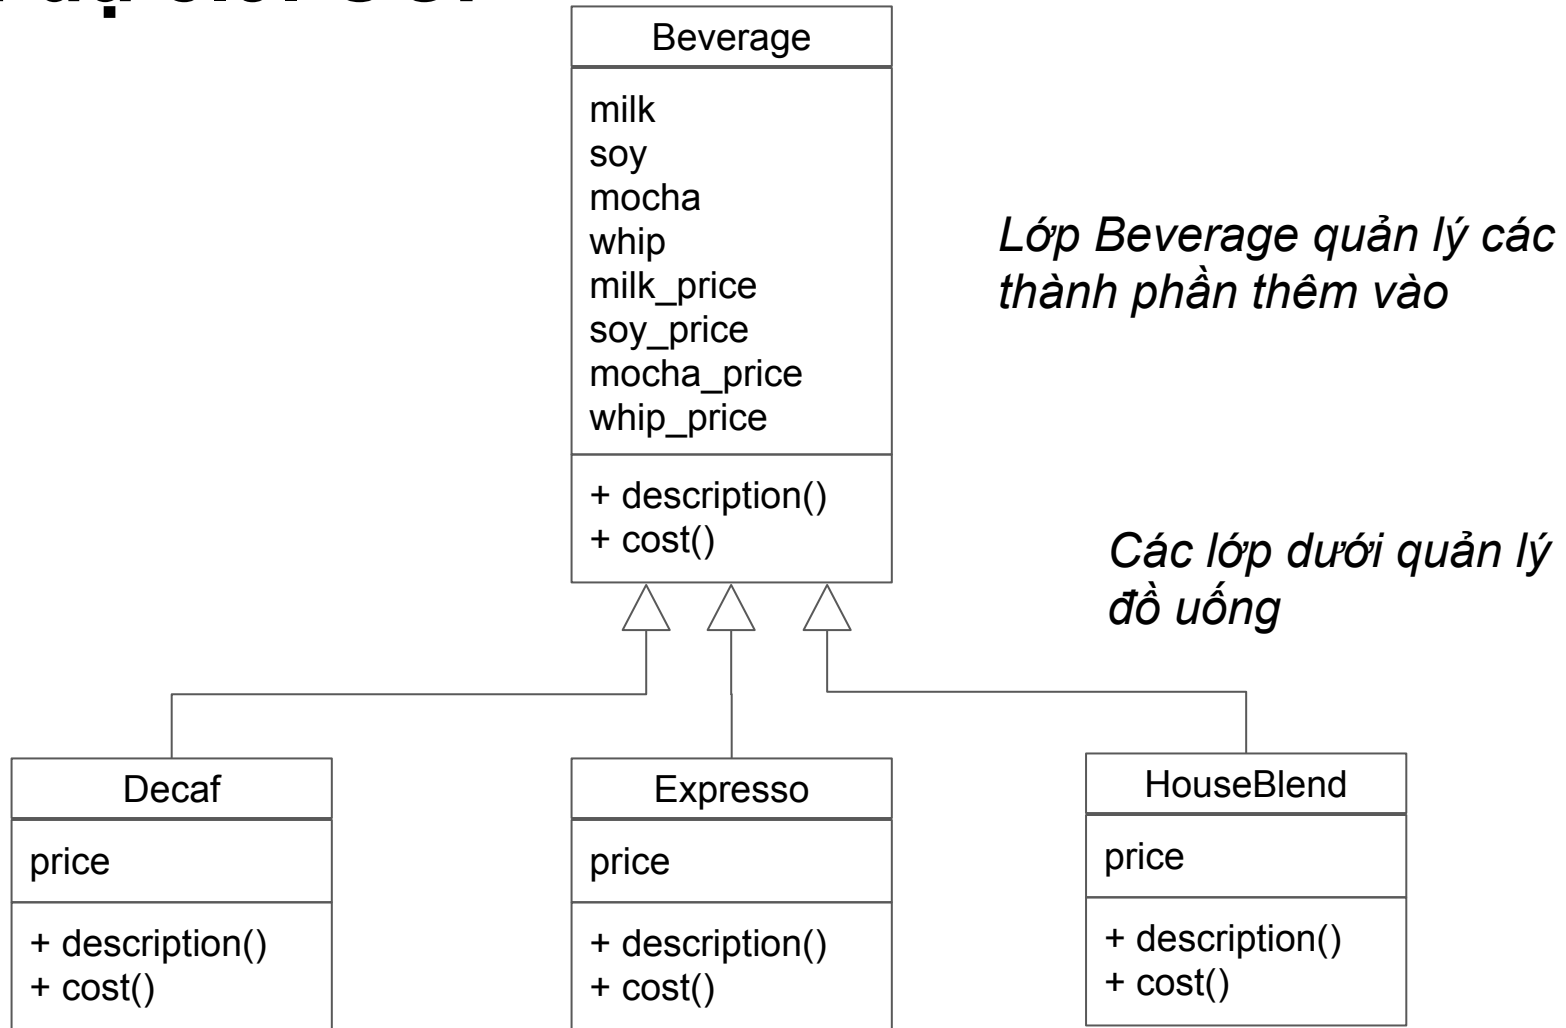 Beverage
milk
soy
mocha
whip
milk_price
soy_price
mocha_price
whip_price
+ description()
+ cost()
Lớp Beverage quản lý các
thành phần thêm vào
Các lớp dưới quản lý
đồ uống
Decaf
price
+ description()
+ cost()
Expresso
price
+ description()
+ cost()
HouseBlend
price
+ description()
+ cost()